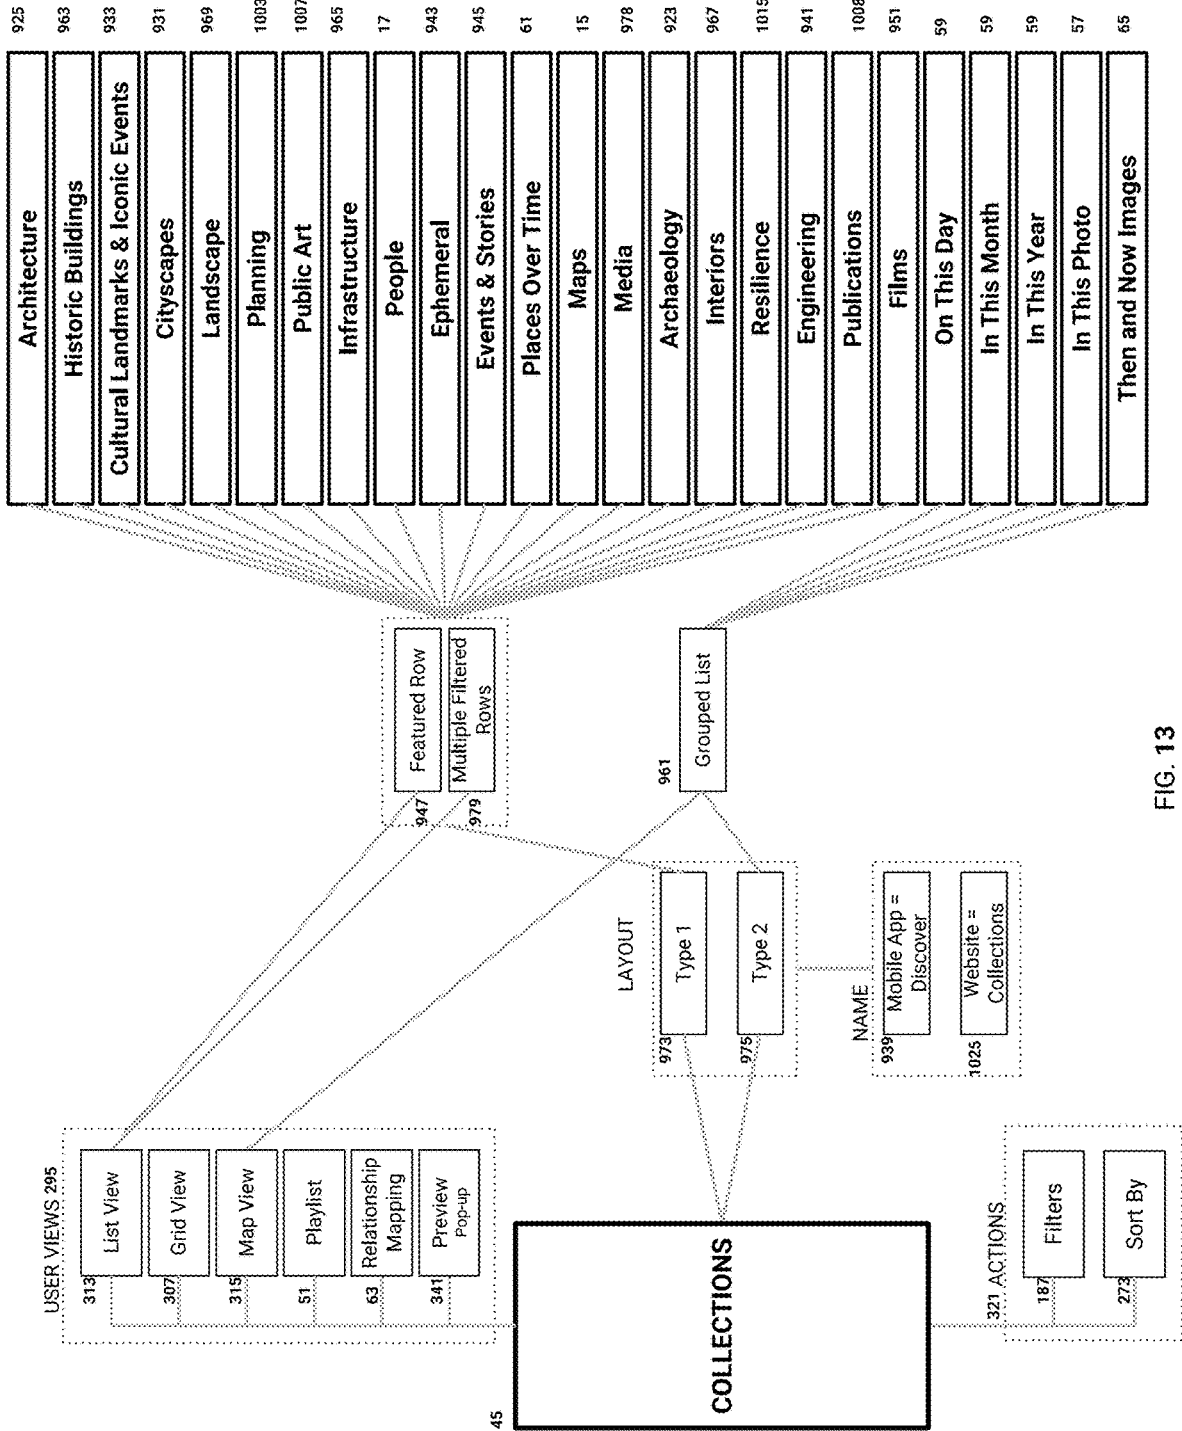 925
963
933
931
969
1003
1007
965
17
943
945
61
15
978
923
967
1015
941
1008
951
59
59
59
57
65
Architecture
Historic Buildings
Cultural Landmarks & Iconic Events
Cityscapes
Landscape
Planning
Public Art
Infrastructure
People
Ephemeral
Events & Stories
Places Over Time
Maps
Media
Archaeology
Interiors
Resilience
Engineering
Publications
Films
On This Day
In This Month
In This Year
In This Photo
Then and Now Images
947
Featured Row
979
Multiple Filtered
Rows
961
Grouped List
LAYOUT
973
Type 1
975
Type 2
NAME
939
Mobile App =
Discover
1025
Website =
Collections
USER VIEWS 295
313
List View
307
Grid View
315
Map View
51
Playlist
63
Relationship
Mapping
341
Preview
Pop-up
45
COLLECTIONS
321 ACTIONS
187
Filters
273
Sort By
FIG. 13